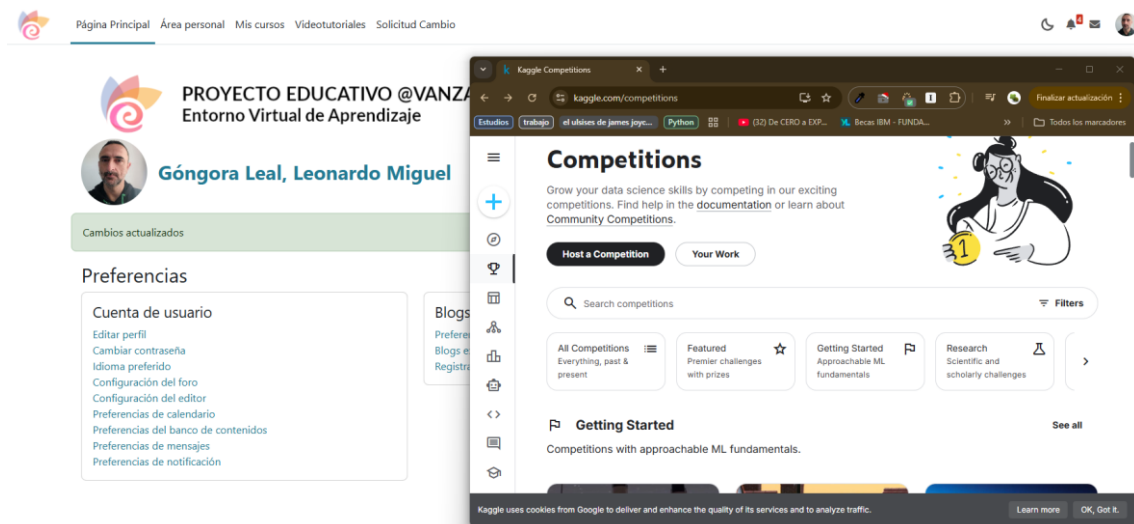 Página Principal Área personal Mis cursos Videotutoriales Solicitud Cambio
4
PROYECTO EDUCATIVO @VANZA
Entorno Virtual de Aprendizaje
Góngora Leal, Leonardo Miguel
Cambios actualizados
Preferencias
Cuenta de usuario
Editar perfil
Cambiar contraseña
Idioma preferido
Configuración del foro
Configuración del editor
Preferencias de calendario
Preferencias del banco de contenidos
Preferencias de mensajes
Preferencias de notificación
Blogs
Prefere
Blogs e
Registra
Kaggle Competitions
kaggle.com/competitions
Finalizar actualización
Estudios trabajo el ulsises de james joyc... Python (32) De CERO a EXP... Becas IBM - FUNDA... Todos los marcadores
Competitions
Grow your data science skills by competing in our exciting
competitions. Find help in the documentation or learn about
Community Competitions.
Host a Competition Your Work
1
Search competitions Filters
All Competitions
Everything, past &
present
Featured
Premier challenges
with prizes
Getting Started
Approachable ML
fundamentals
Research
Scientific and
scholarly challenges
Getting Started See all
Competitions with approachable ML fundamentals.
Kaggle uses cookies from Google to deliver and enhance the quality of its services and to analyze traffic. Learn more OK, Got it.